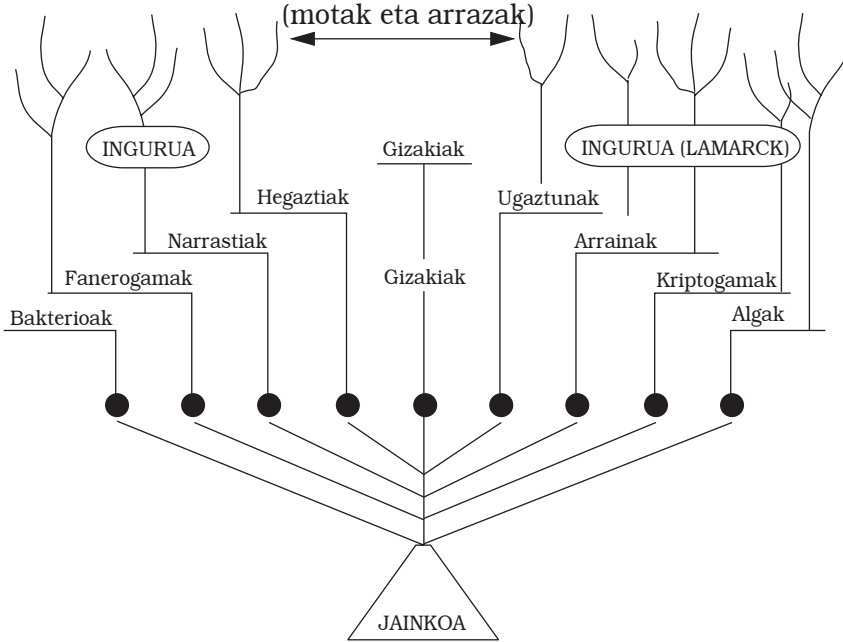 (motak eta arrazak)
INGURUA
Gizakiak
INGURUA (LAMARCK)
Hegaztiak
Ugaztunak
Narrastiak
Arrainak
Fanerogamak
Gizakiak
Kriptogamak
Bakterioak
Algak
JAINKOA